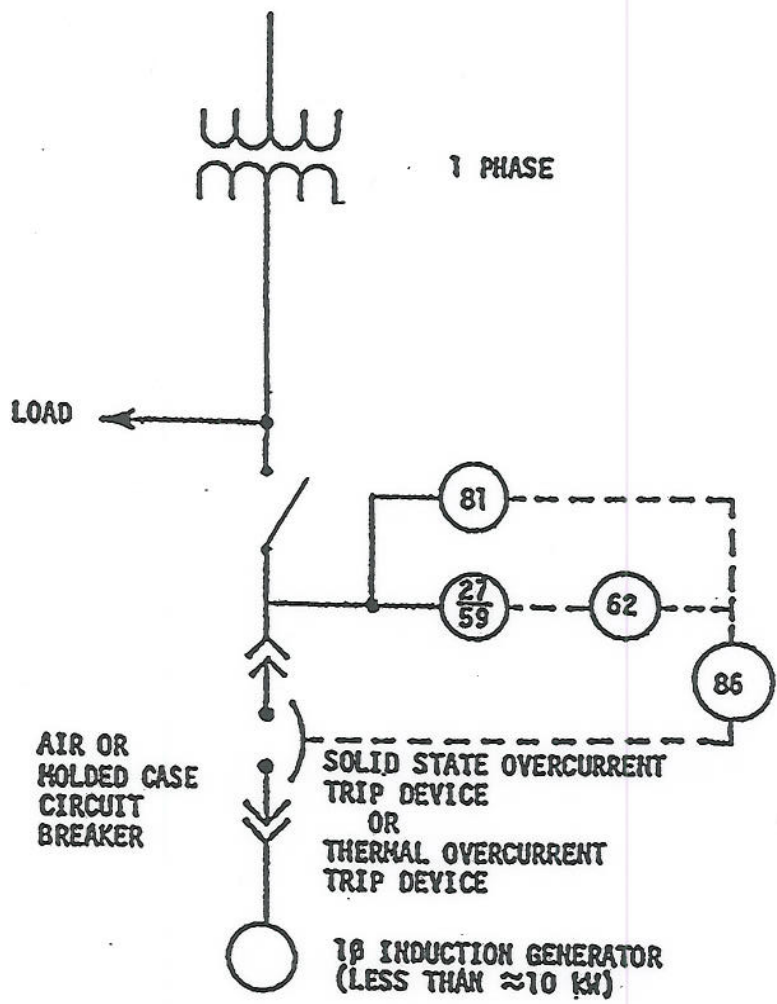 1 PHASE
LOAD
81
27
59
62
86
AIR OR
MOLDED CASE
CIRCUIT
BREAKER
SOLID STATE OVERCURRENT
TRIP DEVICE
OR
THERMAL OVERCURRENT
TRIP DEVICE
1Ø INDUCTION GENERATOR
(LESS THAN ≈10 KW)